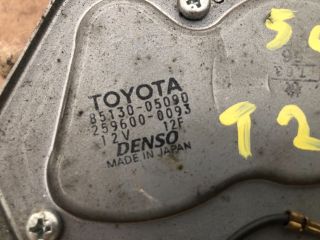 TOYOTA
85130-05090
259600-0093
12V 12F
DENSO
MADE IN JAPAN
T2